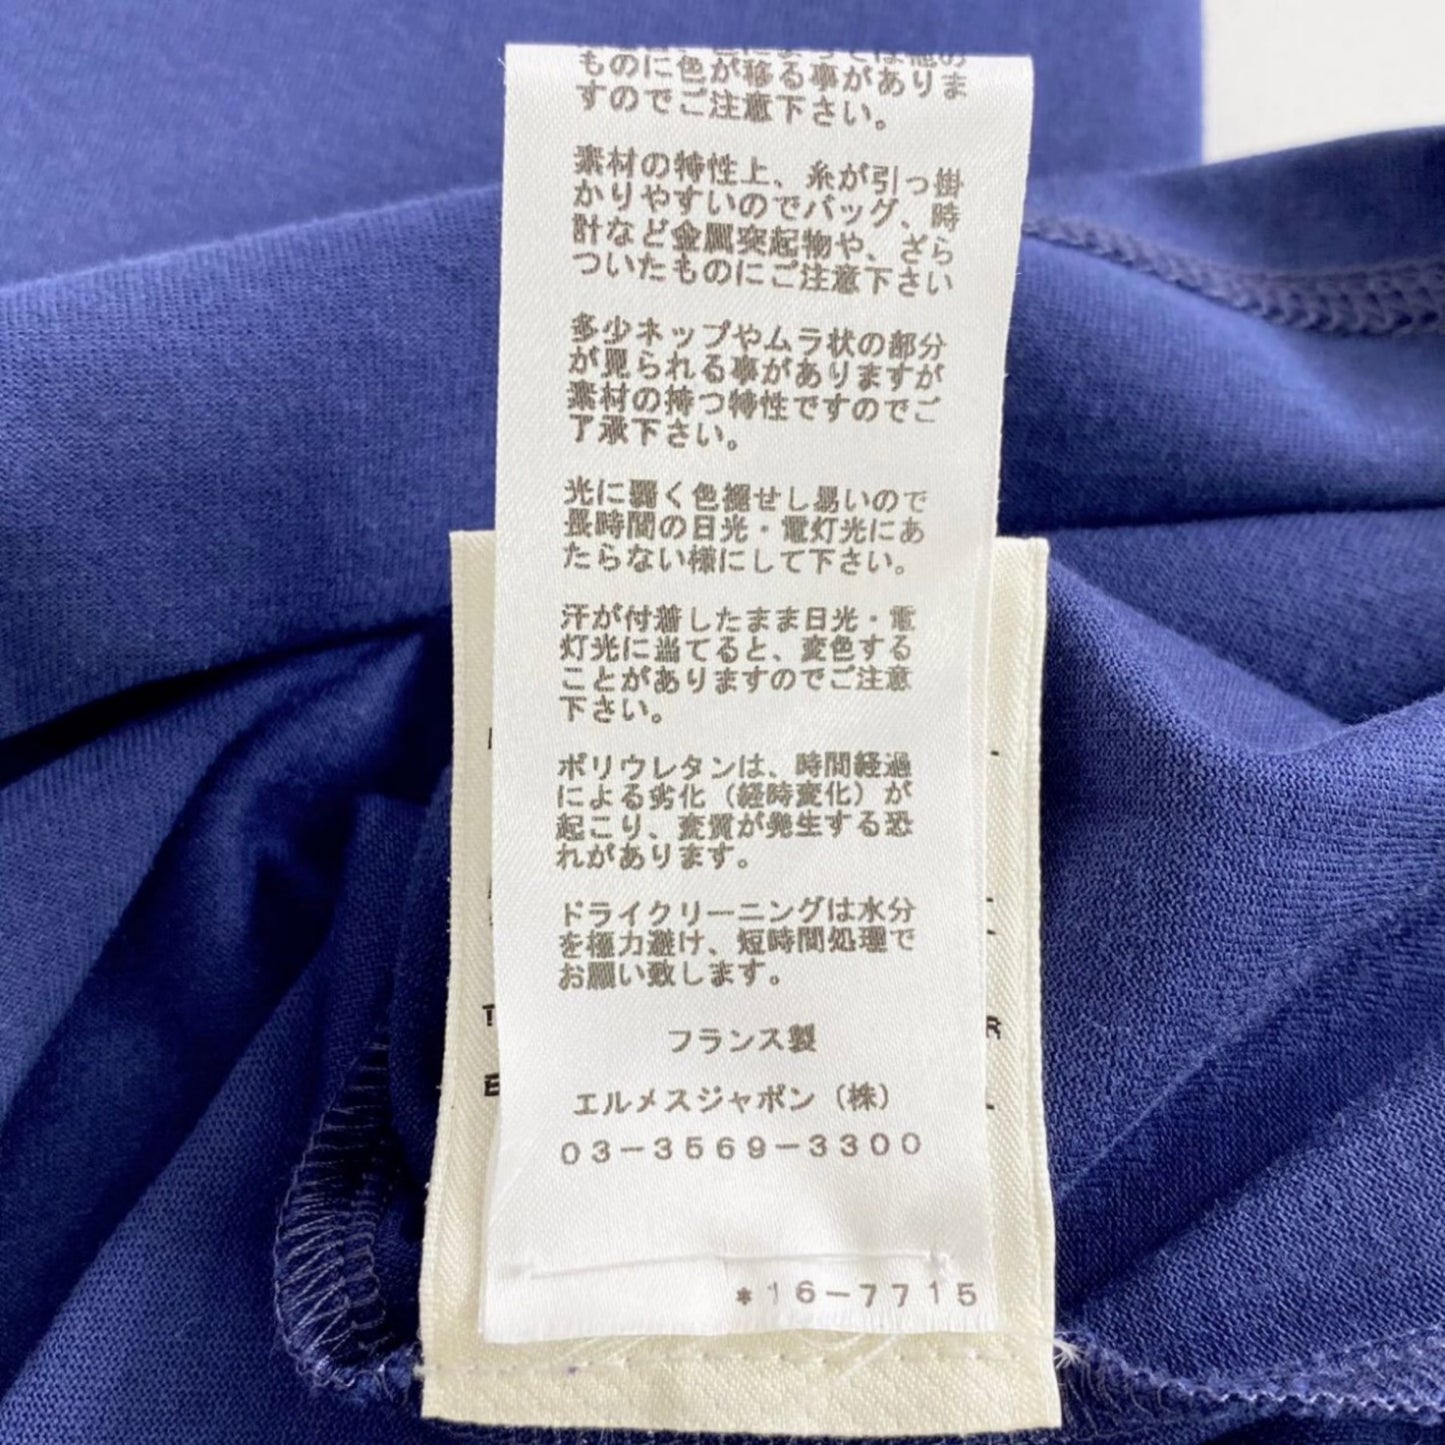 ものに色が移る事がありま
すのでご注意下さい。
素材の特性上、糸が引っ掛
かりやすいのでバッグ、時
計など金属突起物や、ざら
ついたものにご注意下さい
多少ネップやムラ状の部分
が見られる事がありますが
素材の持つ特性ですのでご
了承下さい。
光に弱く色褪せし易いので
長時間の日光・電灯光にあ
たらない様にして下さい。
汗が付着したまま日光・電
灯光に当てると、変色する
ことがありますのでご注意
下さい。
ポリウレタンは、時間経過
による劣化（経時変化）が
起こり、変質が発生する恐
れがあります。
ドライクリーニングは水分
を極力避け、短時間処理で
お願い致します。
フランス製
エルメスジャポン（株）
03-3569-3300
*16-7715